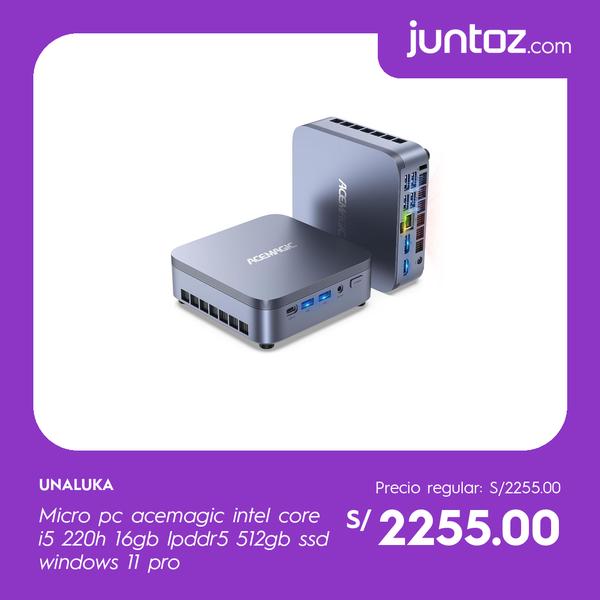 juntoz.com
ACEMAGIC
ACEMAGIC
UNALUKA
Micro pc acemagic intel core
i5 220h 16gb lpddr5 512gb ssd
windows 11 pro
Precio regular: S/2255.00
S/ 2255.00